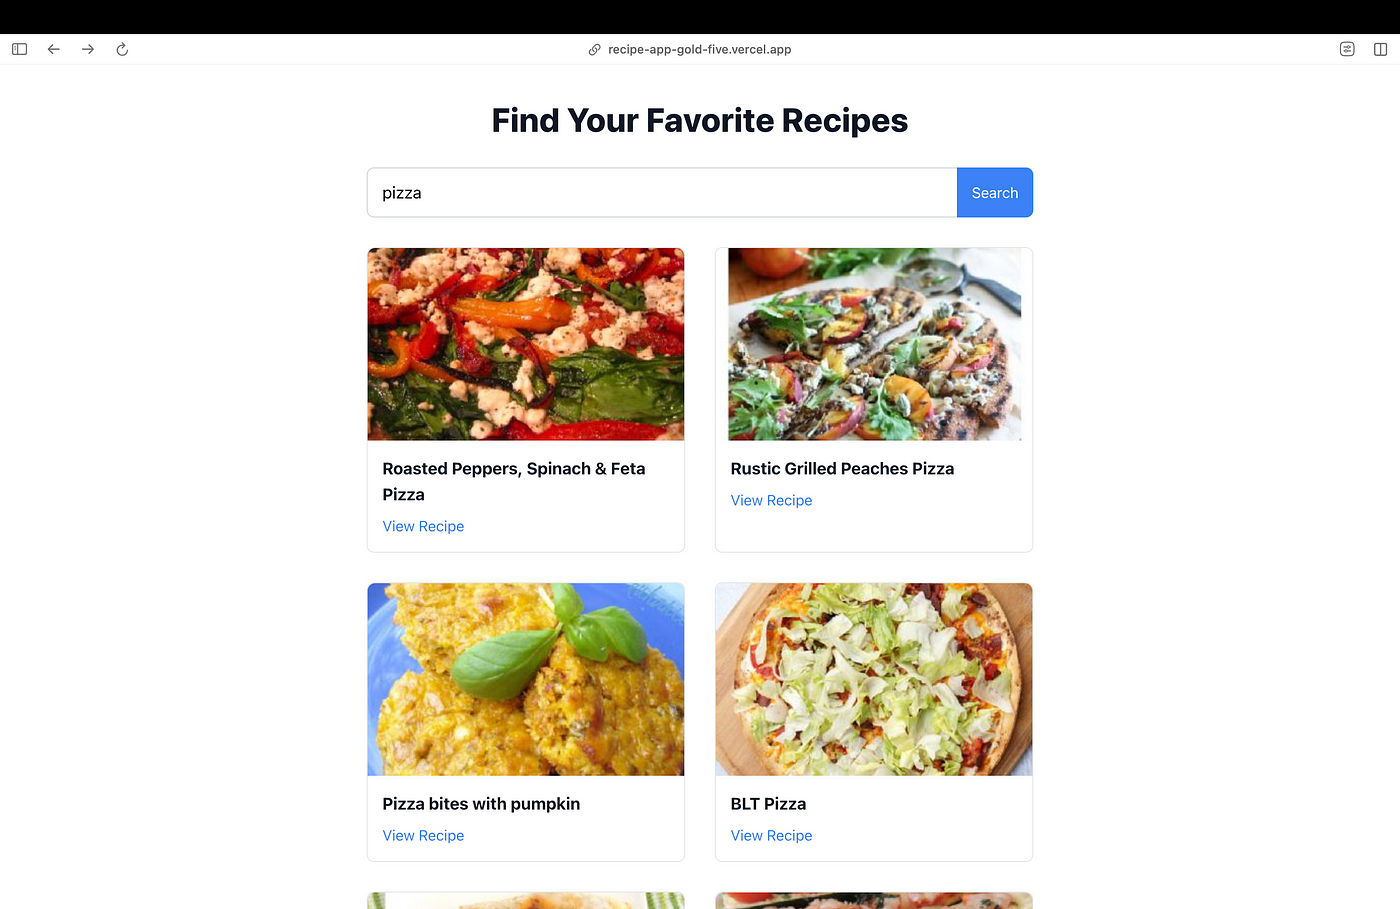 recipe-app-gold-five.vercel.app
Find Your Favorite Recipes
pizza
Search
Roasted Peppers, Spinach & Feta
Pizza
View Recipe
Rustic Grilled Peaches Pizza
View Recipe
Pizza bites with pumpkin
View Recipe
BLT Pizza
View Recipe